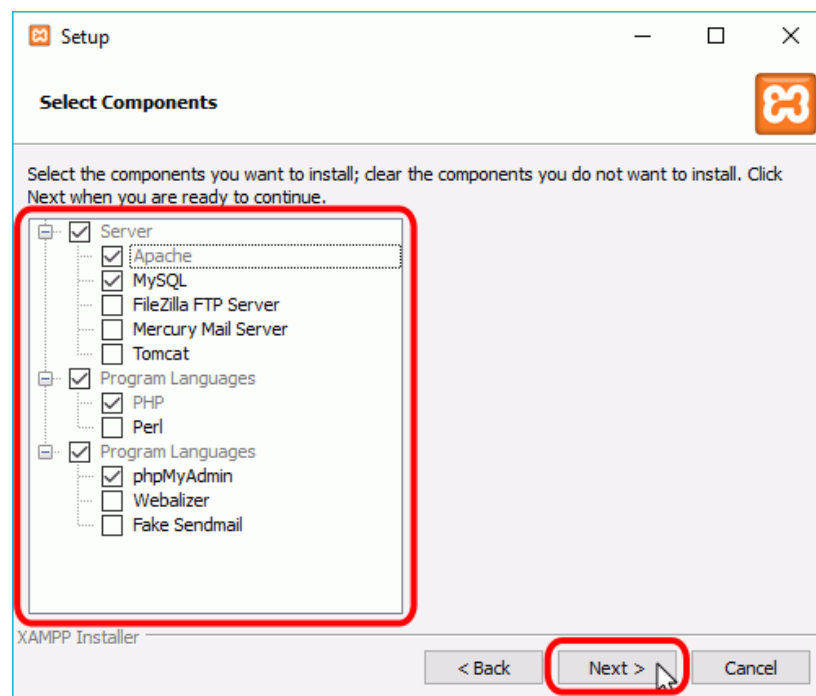 Setup
Select Components
Select the components you want to install; clear the components you do not want to install. Click
Next when you are ready to continue.
Server
Apache
MySQL
FileZilla FTP Server
Mercury Mail Server
Tomcat
Program Languages
PHP
Perl
Program Languages
phpMyAdmin
Webalizer
Fake Sendmail
XAMPP Installer
< Back
Next >
Cancel